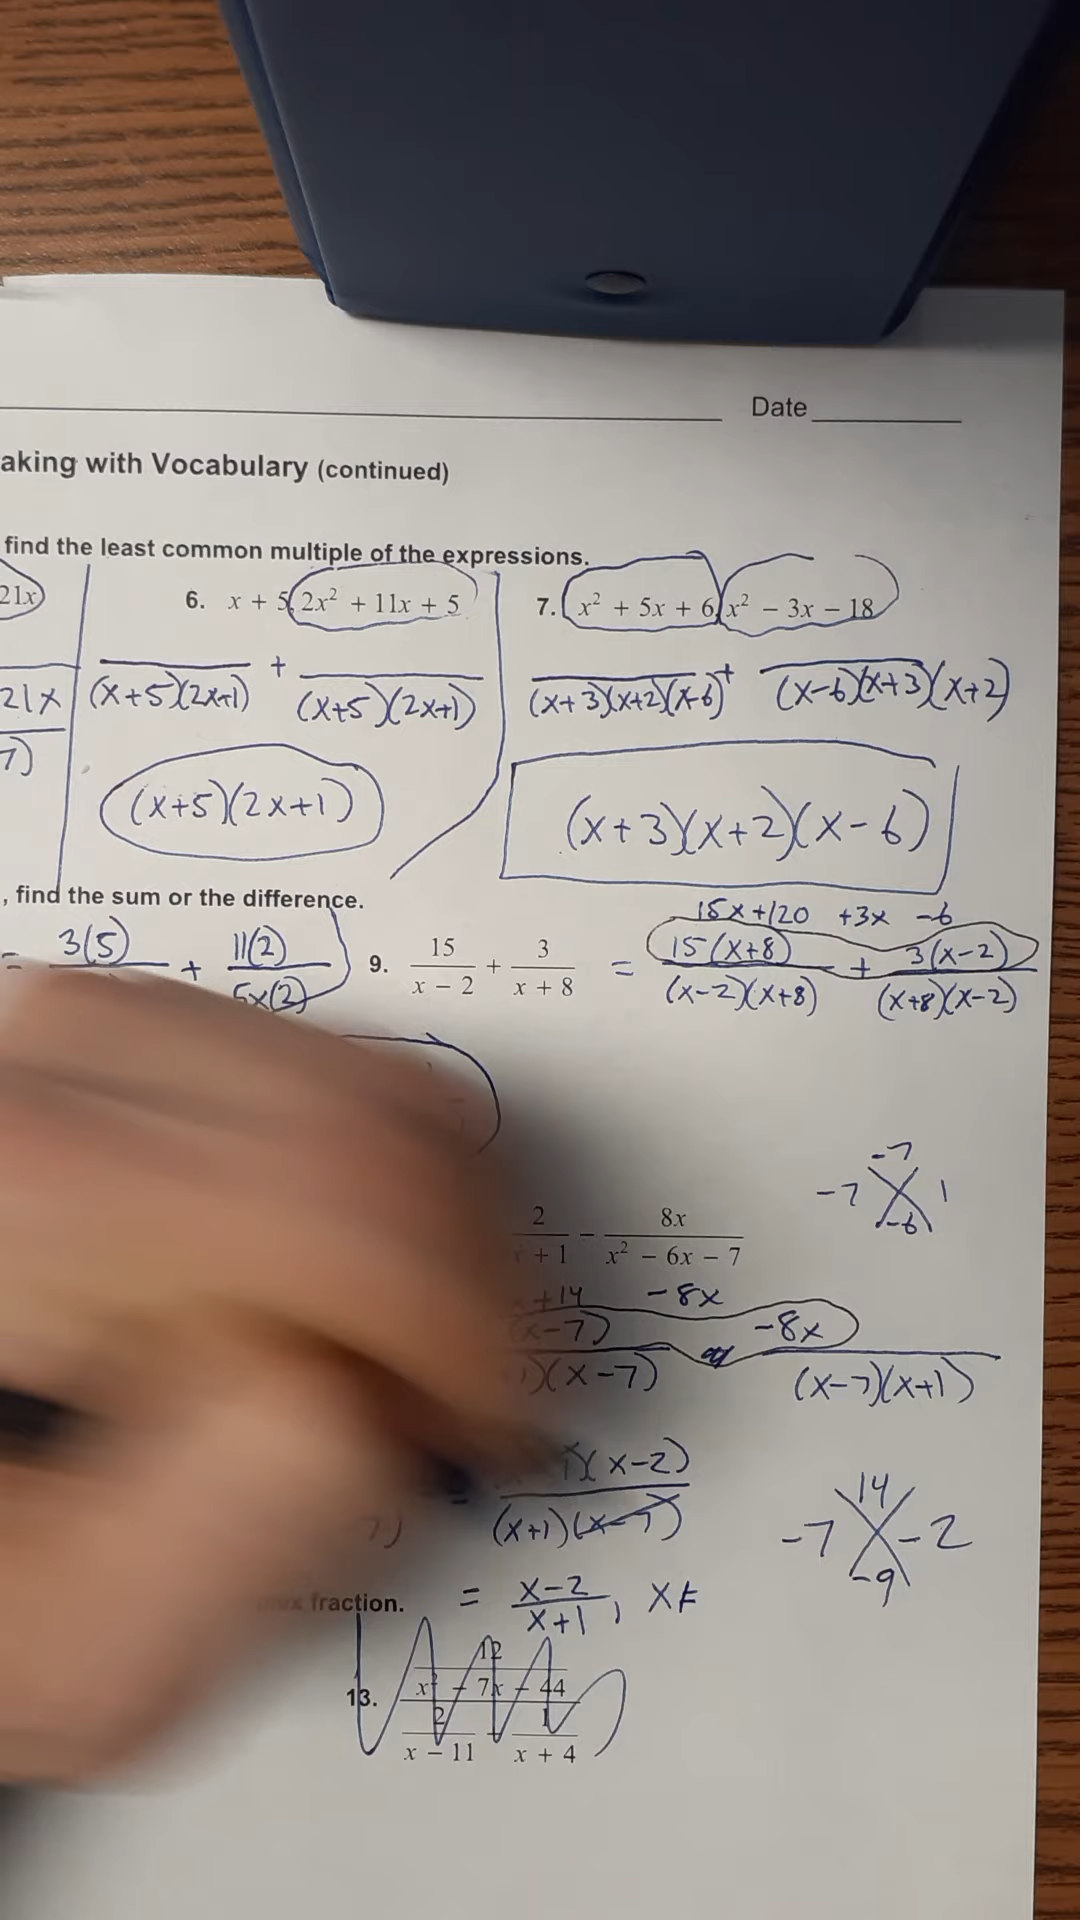 Date
aking with Vocabulary (continued)
find the least common multiple of the expressions.
21x) 6. x + 5, 2x² + 11x + 5 7. x² + 5x + 6, x² − 3x − 18
21x (x+5)(2x+1) + (x+5)(2x+1) (x+3)(x+2)(x-6) + (x-6)(x+3)(x+2)
7)
(x+5)(2x+1) (x+3)(x+2)(x-6)
, find the sum or the difference.
15x+120 +3x -6
= 3(5) + 11(2)/5x(2) 9. 15/(x − 2) + 3/(x + 8) = 15(x+8)/(x-2)(x+8) + 3(x-2)/(x+8)(x-2)
-7
-7 1
-6
2/+ 1 − 8x/(x² − 6x − 7)
+14 -8x
x-7) -8x
)(x-7) (x-7)(x+1)
)(x-2)
= (x+1)(x-7)
7)
14
-7 -2
-9
fraction. = x-2/x+1, x≠
13. 12
x² − 7x − 44
2 1
x − 11 x + 4